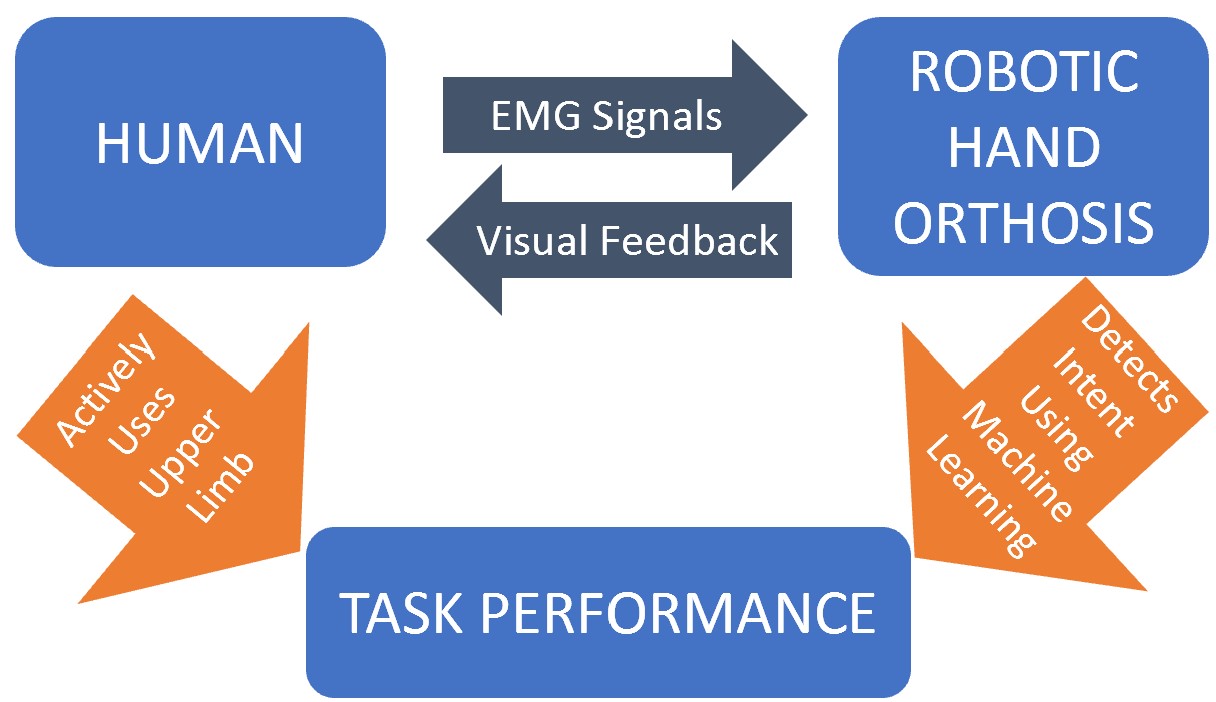 HUMAN
EMG Signals
Visual Feedback
ROBOTIC
HAND
ORTHOSIS
Actively
Uses
Upper
Limb
Detects
Intent
Using
Machine
Learning
TASK PERFORMANCE